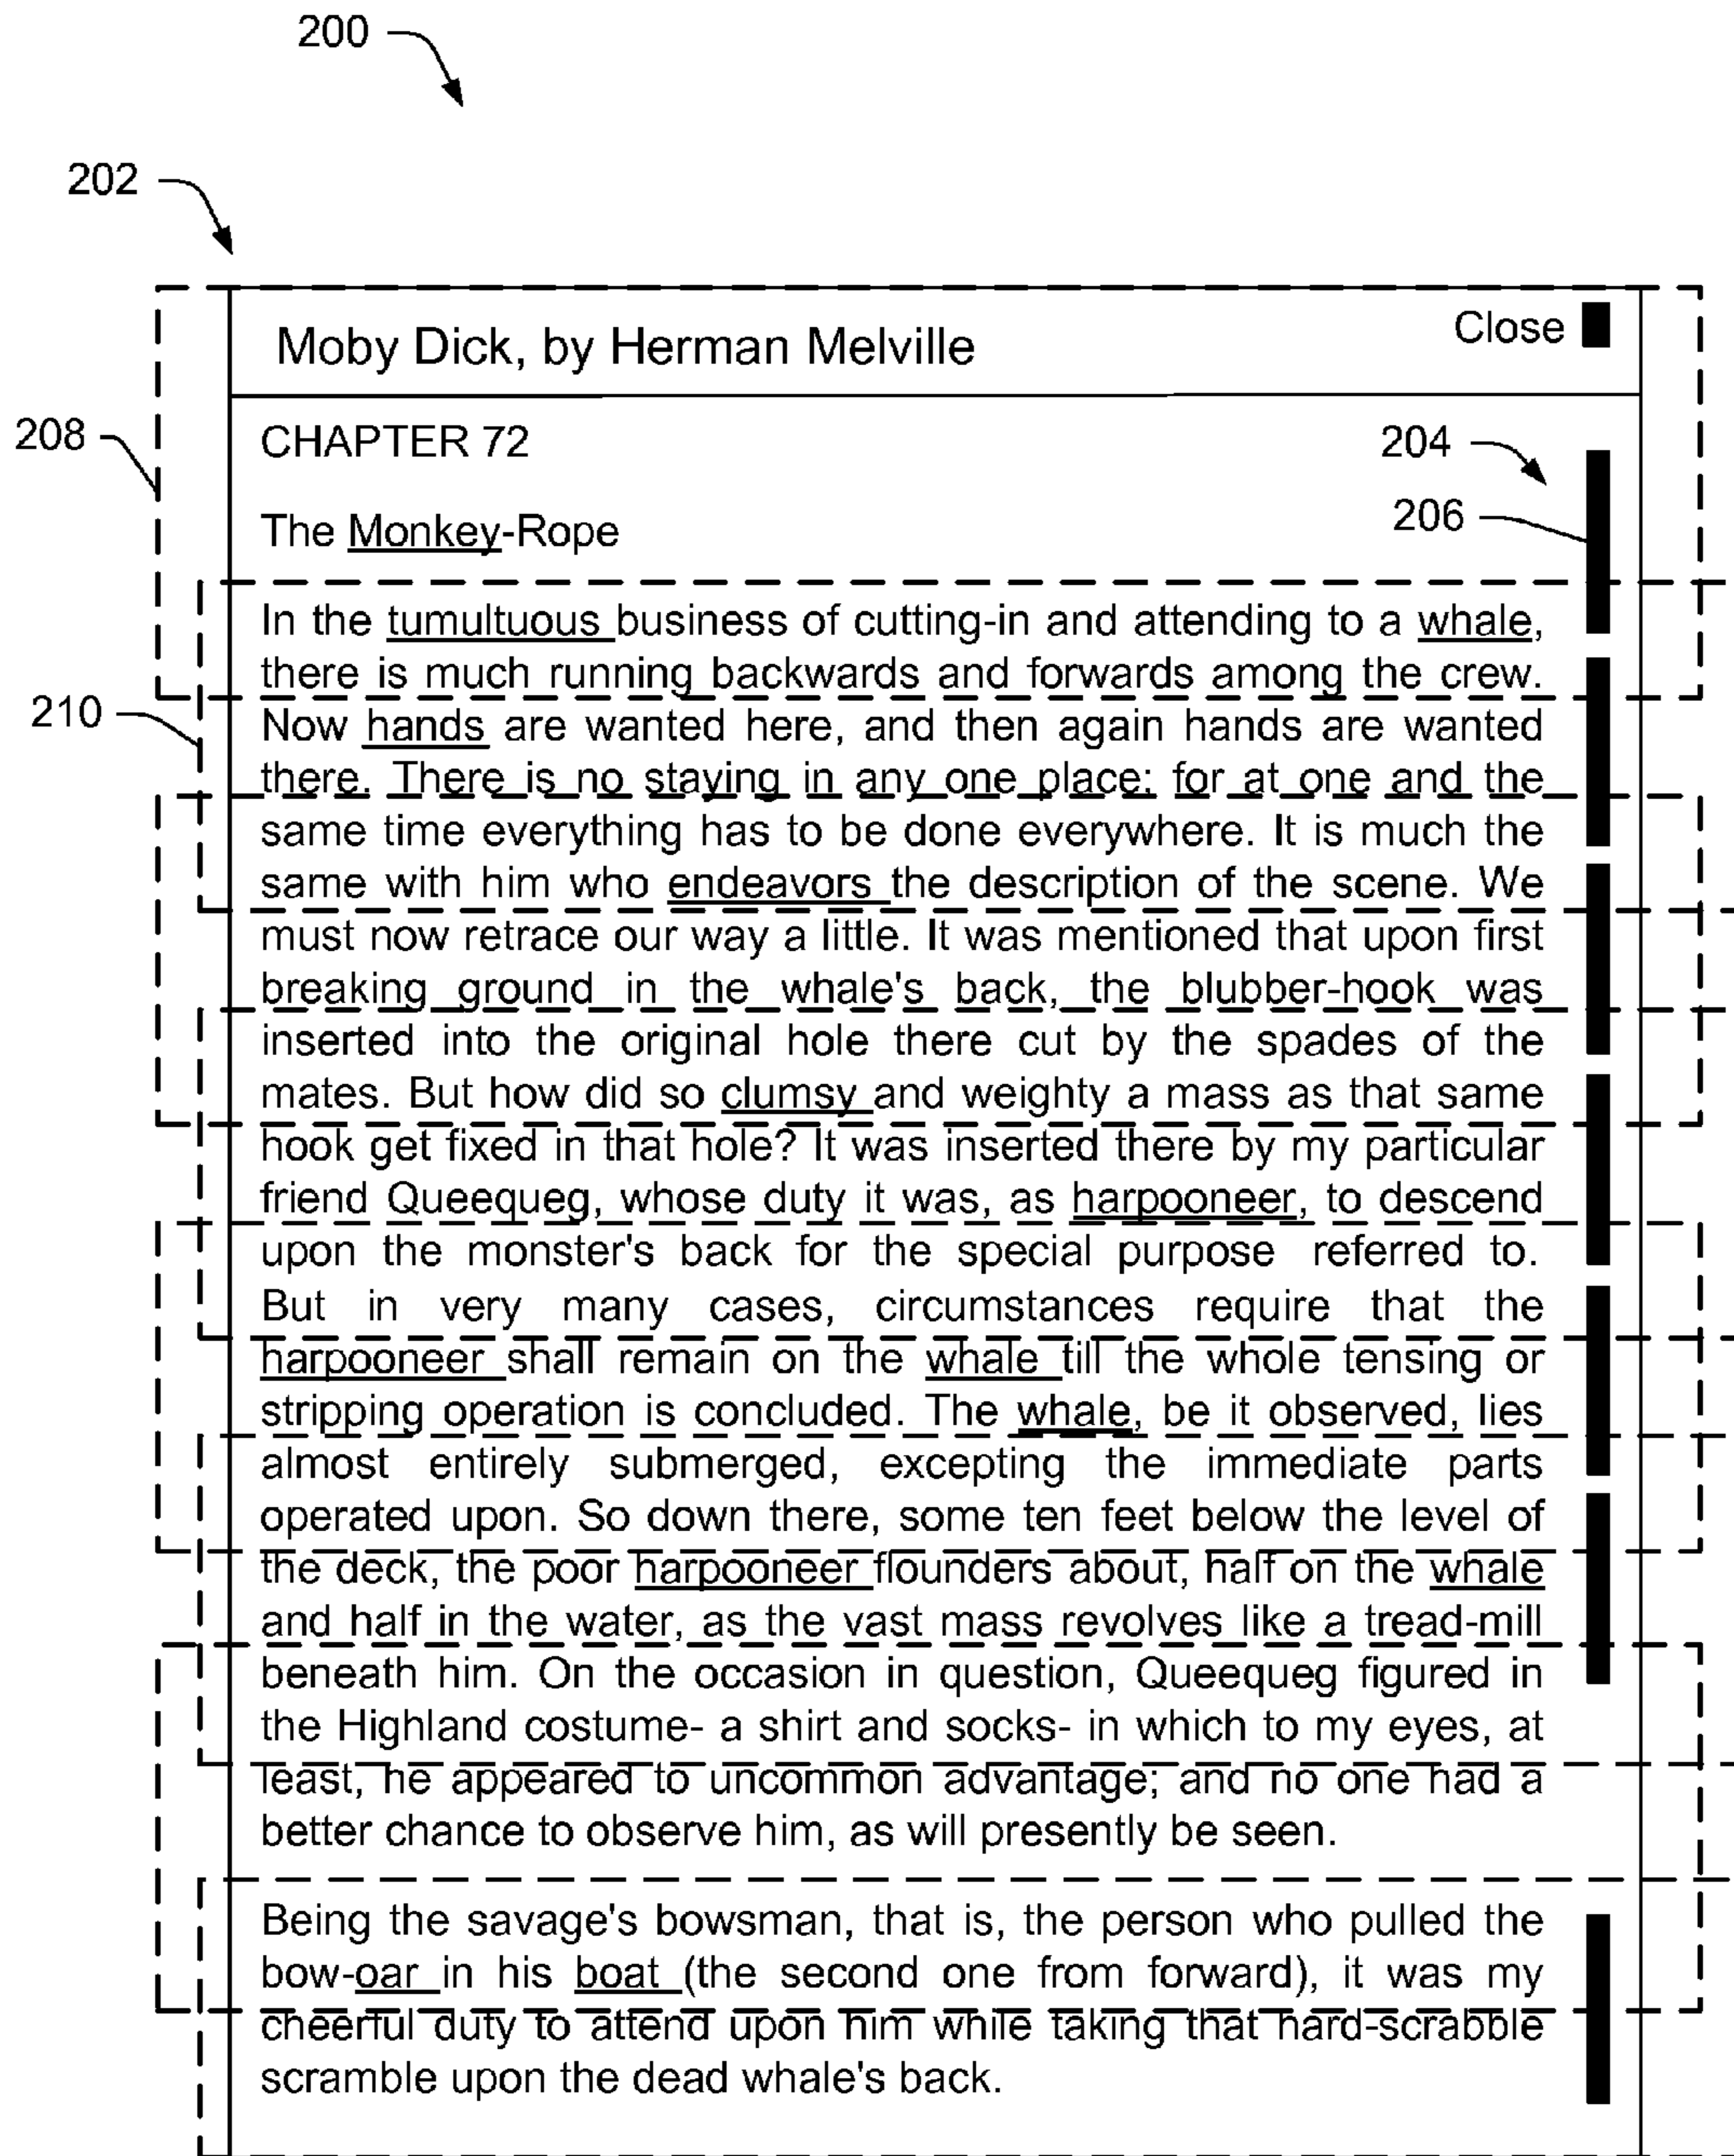 200
202
Moby Dick, by Herman Melville
Close
208
CHAPTER 72
204
The Monkey-Rope
206
In the tumultuous business of cutting-in and attending to a whale,
there is much running backwards and forwards among the crew.
210
Now hands are wanted here, and then again hands are wanted
there. There is no staying in any one place; for at one and the
same time everything has to be done everywhere. It is much the
same with him who endeavors the description of the scene. We
must now retrace our way a little. It was mentioned that upon first
breaking ground in the whale's back, the blubber-hook was
inserted into the original hole there cut by the spades of the
mates. But how did so clumsy and weighty a mass as that same
hook get fixed in that hole? It was inserted there by my particular
friend Queequeg, whose duty it was, as harpooneer, to descend
upon the monster's back for the special purpose referred to.
But in very many cases, circumstances require that the
harpooneer shall remain on the whale till the whole tensing or
stripping operation is concluded. The whale, be it observed, lies
almost entirely submerged, excepting the immediate parts
operated upon. So down there, some ten feet below the level of
the deck, the poor harpooneer flounders about, half on the whale
and half in the water, as the vast mass revolves like a tread-mill
beneath him. On the occasion in question, Queequeg figured in
the Highland costume- a shirt and socks- in which to my eyes, at
least, he appeared to uncommon advantage; and no one had a
better chance to observe him, as will presently be seen.
Being the savage's bowsman, that is, the person who pulled the
bow-oar in his boat (the second one from forward), it was my
cheerful duty to attend upon him while taking that hard-scrabble
scramble upon the dead whale's back.